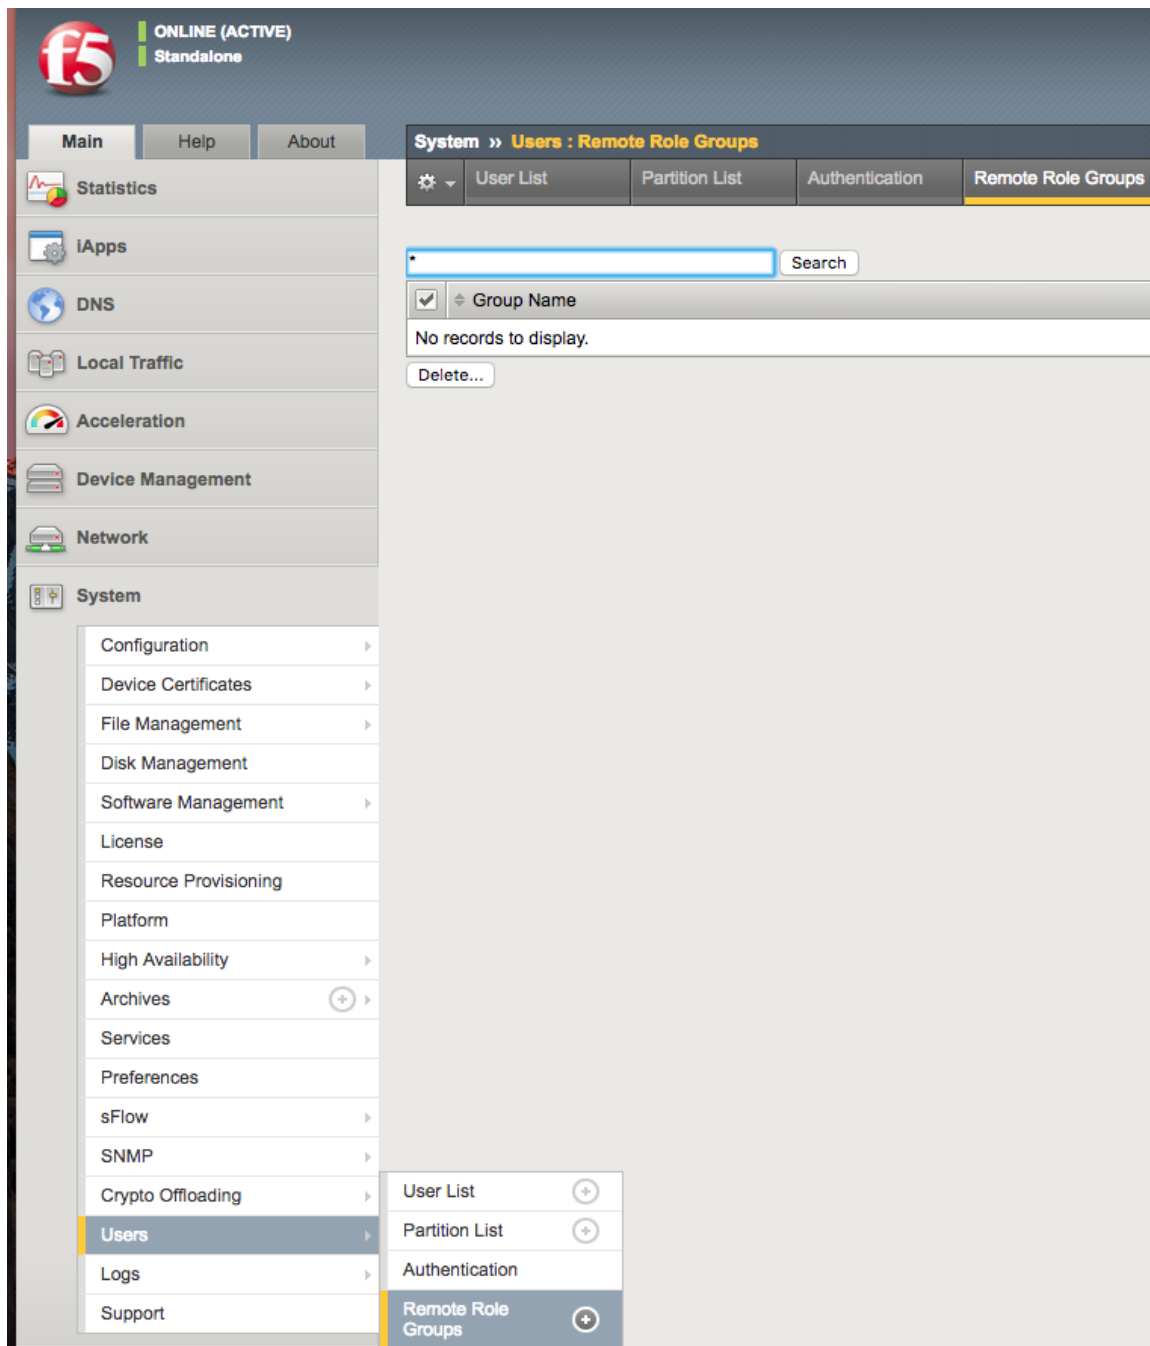 f5
ONLINE (ACTIVE)
Standalone
Main Help About
System » Users : Remote Role Groups
User List Partition List Authentication Remote Role Groups
* Search
Group Name
No records to display.
Delete...
Statistics
iApps
DNS
Local Traffic
Acceleration
Device Management
Network
System
Configuration
Device Certificates
File Management
Disk Management
Software Management
License
Resource Provisioning
Platform
High Availability
Archives
Services
Preferences
sFlow
SNMP
Crypto Offloading
Users
Logs
Support
User List
Partition List
Authentication
Remote Role
Groups